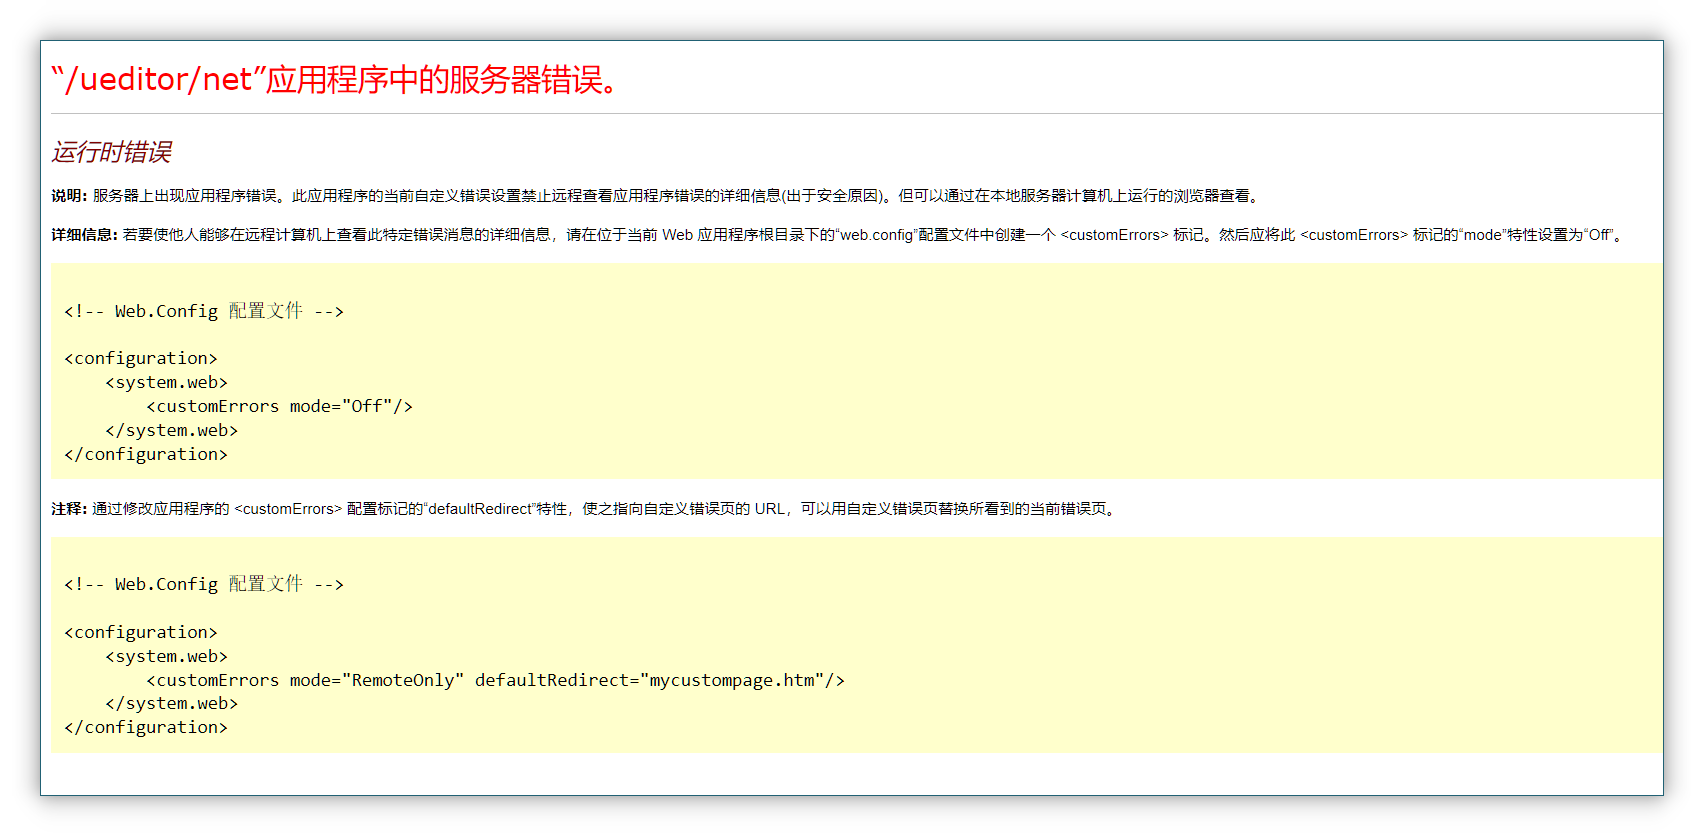 “/ueditor/net”应用程序中的服务器错误。
运行时错误
说明: 服务器上出现应用程序错误。此应用程序的当前自定义错误设置禁止远程查看应用程序错误的详细信息(出于安全原因)。但可以通过在本地服务器计算机上运行的浏览器查看。
详细信息: 若要使他人能够在远程计算机上查看此特定错误消息的详细信息，请在位于当前 Web 应用程序根目录下的“web.config”配置文件中创建一个 <customErrors> 标记。然后应将此 <customErrors> 标记的“mode”特性设置为“Off”。
<!-- Web.Config 配置文件 -->
<configuration>
    <system.web>
        <customErrors mode="Off"/>
    </system.web>
</configuration>
注释: 通过修改应用程序的 <customErrors> 配置标记的“defaultRedirect”特性，使之指向自定义错误页的 URL，可以用自定义错误页替换所看到的当前错误页。
<!-- Web.Config 配置文件 -->
<configuration>
    <system.web>
        <customErrors mode="RemoteOnly" defaultRedirect="mycustompage.htm"/>
    </system.web>
</configuration>